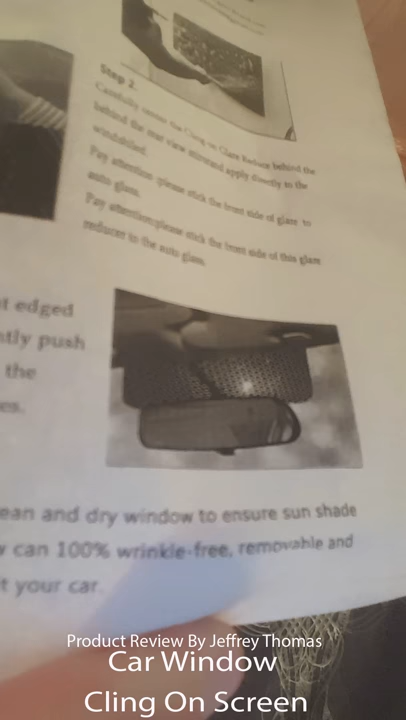 Step 2.
Carefully center the Cling on Glare Reducer behind the
behind the rear view mirror and apply directly to the
windshiled.
Pay attention :please stick the front side of glare to
auto glass.
Pay attention:please stick the front side of this glare
reducer to the auto glass.
t edged
ntly push
the
es.
ean and dry window to ensure sun shade
y can 100% wrinkle-free, removable and
t your car.
Product Review By Jeffrey Thomas
Car Window
Cling On Screen